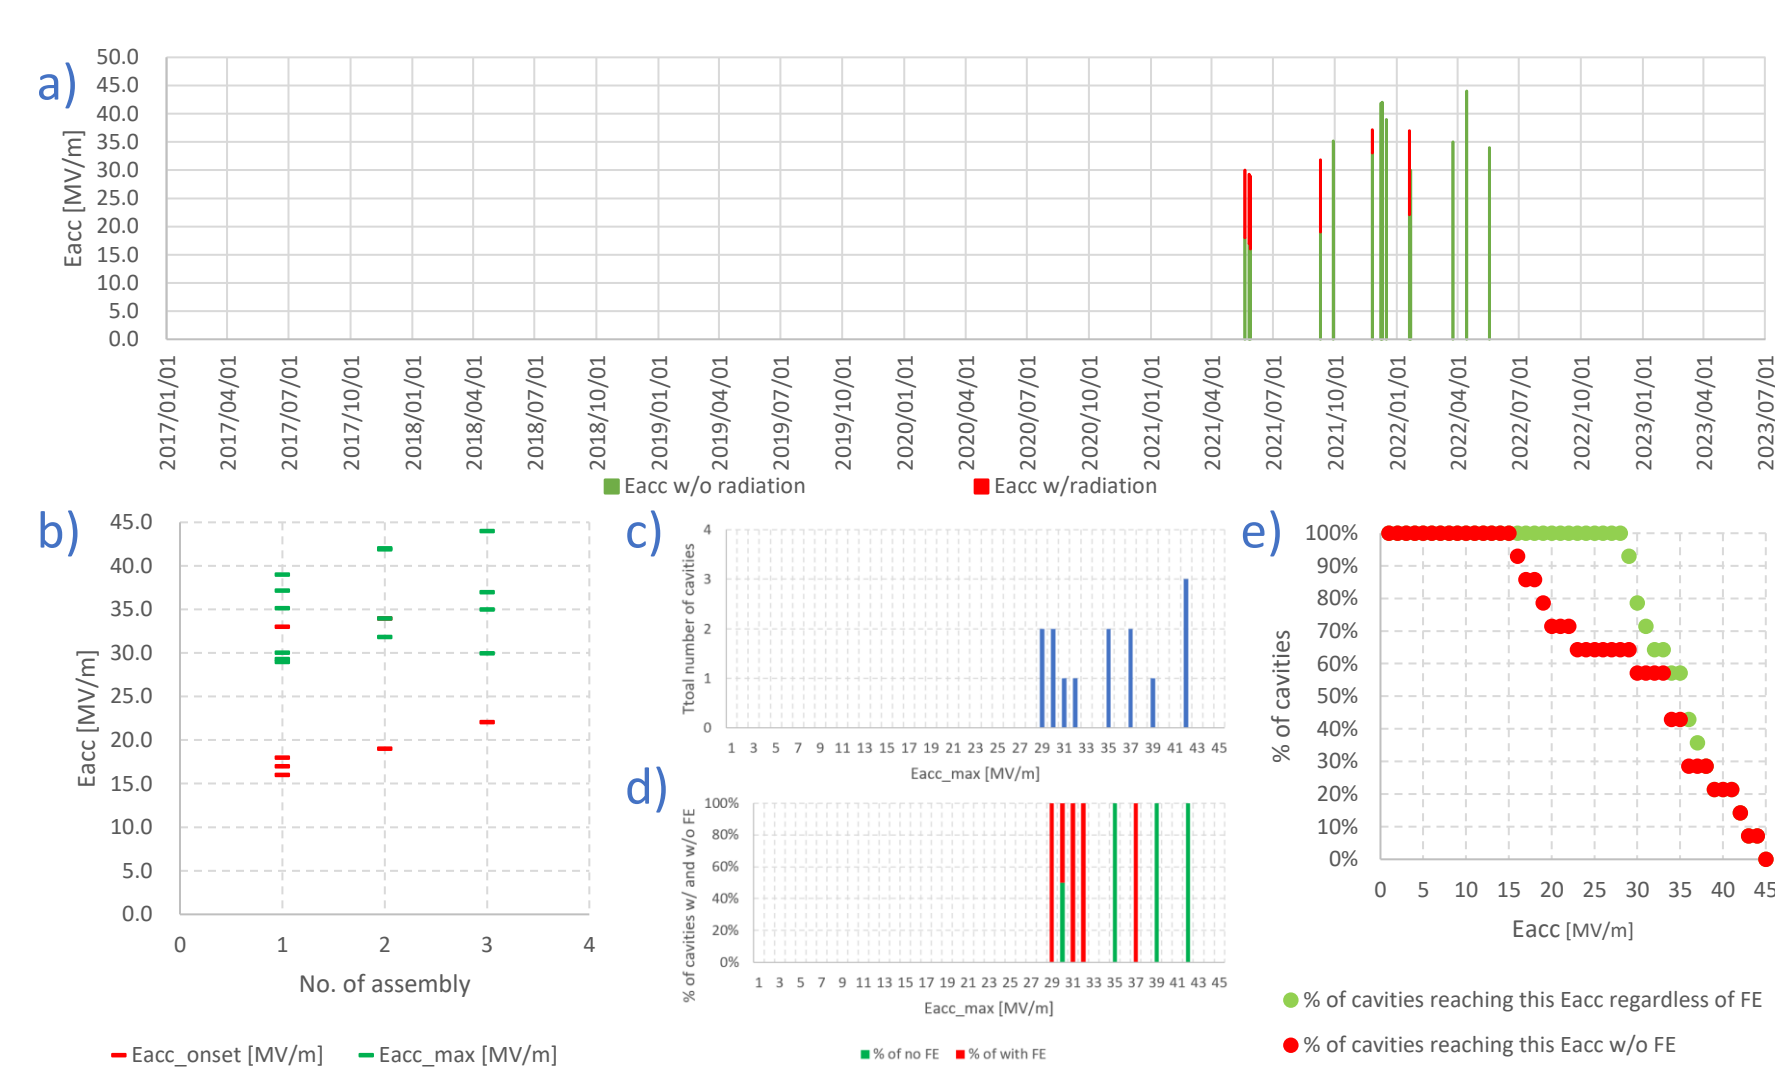 a)
Eacc [MV/m]
50.0
45.0
40.0
35.0
30.0
25.0
20.0
15.0
10.0
5.0
0.0
2017/01/01 2017/04/01 2017/07/01 2017/10/01 2018/01/01 2018/04/01 2018/07/01 2018/10/01 2019/01/01 2019/04/01 2019/07/01 2019/10/01 2020/01/01 2020/04/01 2020/07/01 2020/10/01 2021/01/01 2021/04/01 2021/07/01 2021/10/01 2022/01/01 2022/04/01 2022/07/01 2022/10/01 2023/01/01 2023/04/01 2023/07/01
Eacc w/o radiation Eacc w/radiation
b)
Eacc [MV/m]
45.0
40.0
35.0
30.0
25.0
20.0
15.0
10.0
5.0
0.0
0 1 2 3 4
No. of assembly
Eacc_onset [MV/m] Eacc_max [MV/m]
c)
Ttoal number of cavities
4
3
2
1
0
1 3 5 7 9 11 13 15 17 19 21 23 25 27 29 31 33 35 37 39 41 43 45
Eacc_max [MV/m]
d)
% of cavities w/ and w/o FE
100%
80%
60%
40%
20%
0%
1 3 5 7 9 11 13 15 17 19 21 23 25 27 29 31 33 35 37 39 41 43 45
Eacc_max [MV/m]
% of no FE % of with FE
e)
% of cavities
100%
90%
80%
70%
60%
50%
40%
30%
20%
10%
0%
0 5 10 15 20 25 30 35 40 45
Eacc [MV/m]
% of cavities reaching this Eacc regardless of FE
% of cavities reaching this Eacc w/o FE